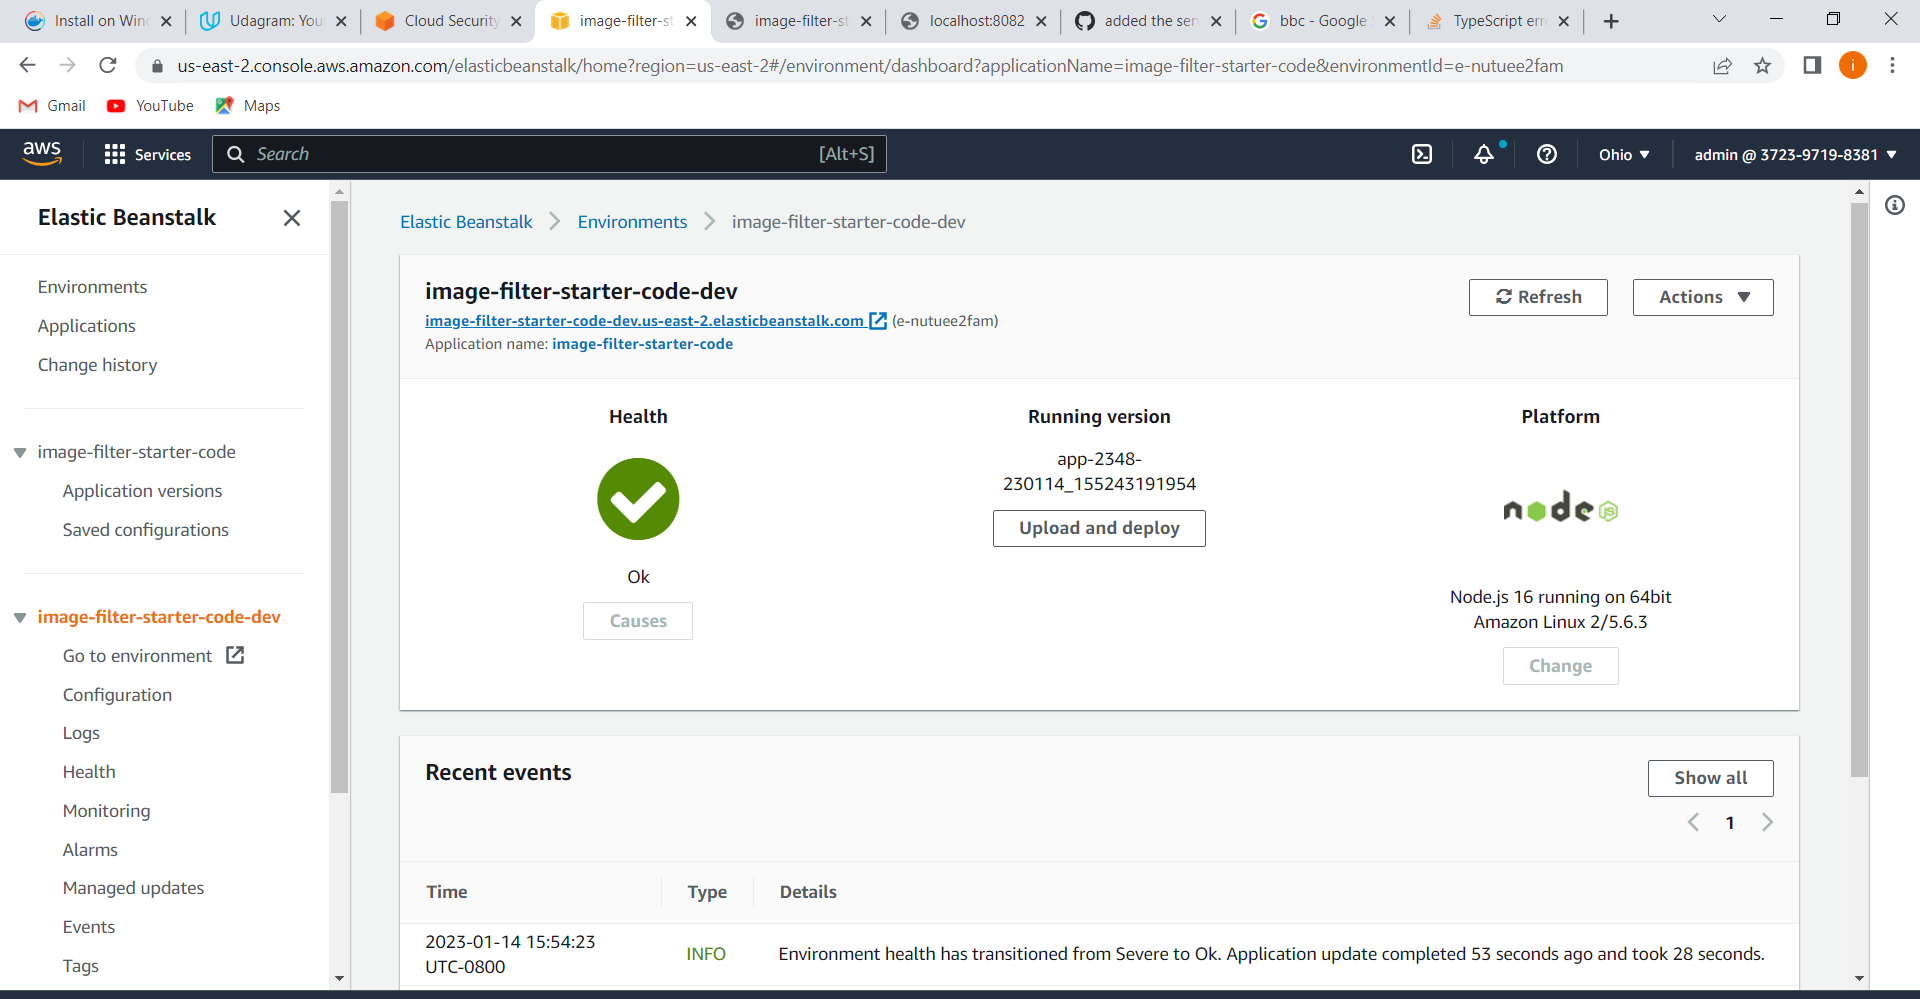 Install on Wind
Udagram: You
Cloud Security
image-filter-st
image-filter-st
localhost:8082
added the serv
bbc - Google S
TypeScript erro
us-east-2.console.aws.amazon.com/elasticbeanstalk/home?region=us-east-2#/environment/dashboard?applicationName=image-filter-starter-code&environmentId=e-nutuee2fam
i
Gmail
YouTube
Maps
aws
Services
Search
[Alt+S]
Ohio
admin @ 3723-9719-8381
Elastic Beanstalk
Environments
Applications
Change history
image-filter-starter-code
Application versions
Saved configurations
image-filter-starter-code-dev
Go to environment
Configuration
Logs
Health
Monitoring
Alarms
Managed updates
Events
Tags
Elastic Beanstalk
Environments
image-filter-starter-code-dev
image-filter-starter-code-dev
image-filter-starter-code-dev.us-east-2.elasticbeanstalk.com (e-nutuee2fam)
Application name: image-filter-starter-code
Refresh
Actions
Health
Ok
Causes
Running version
app-2348-
230114_155243191954
Upload and deploy
Platform
node
JS
Node.js 16 running on 64bit
Amazon Linux 2/5.6.3
Change
Recent events
Show all
1
Time
Type
Details
2023-01-14 15:54:23
UTC-0800
INFO
Environment health has transitioned from Severe to Ok. Application update completed 53 seconds ago and took 28 seconds.